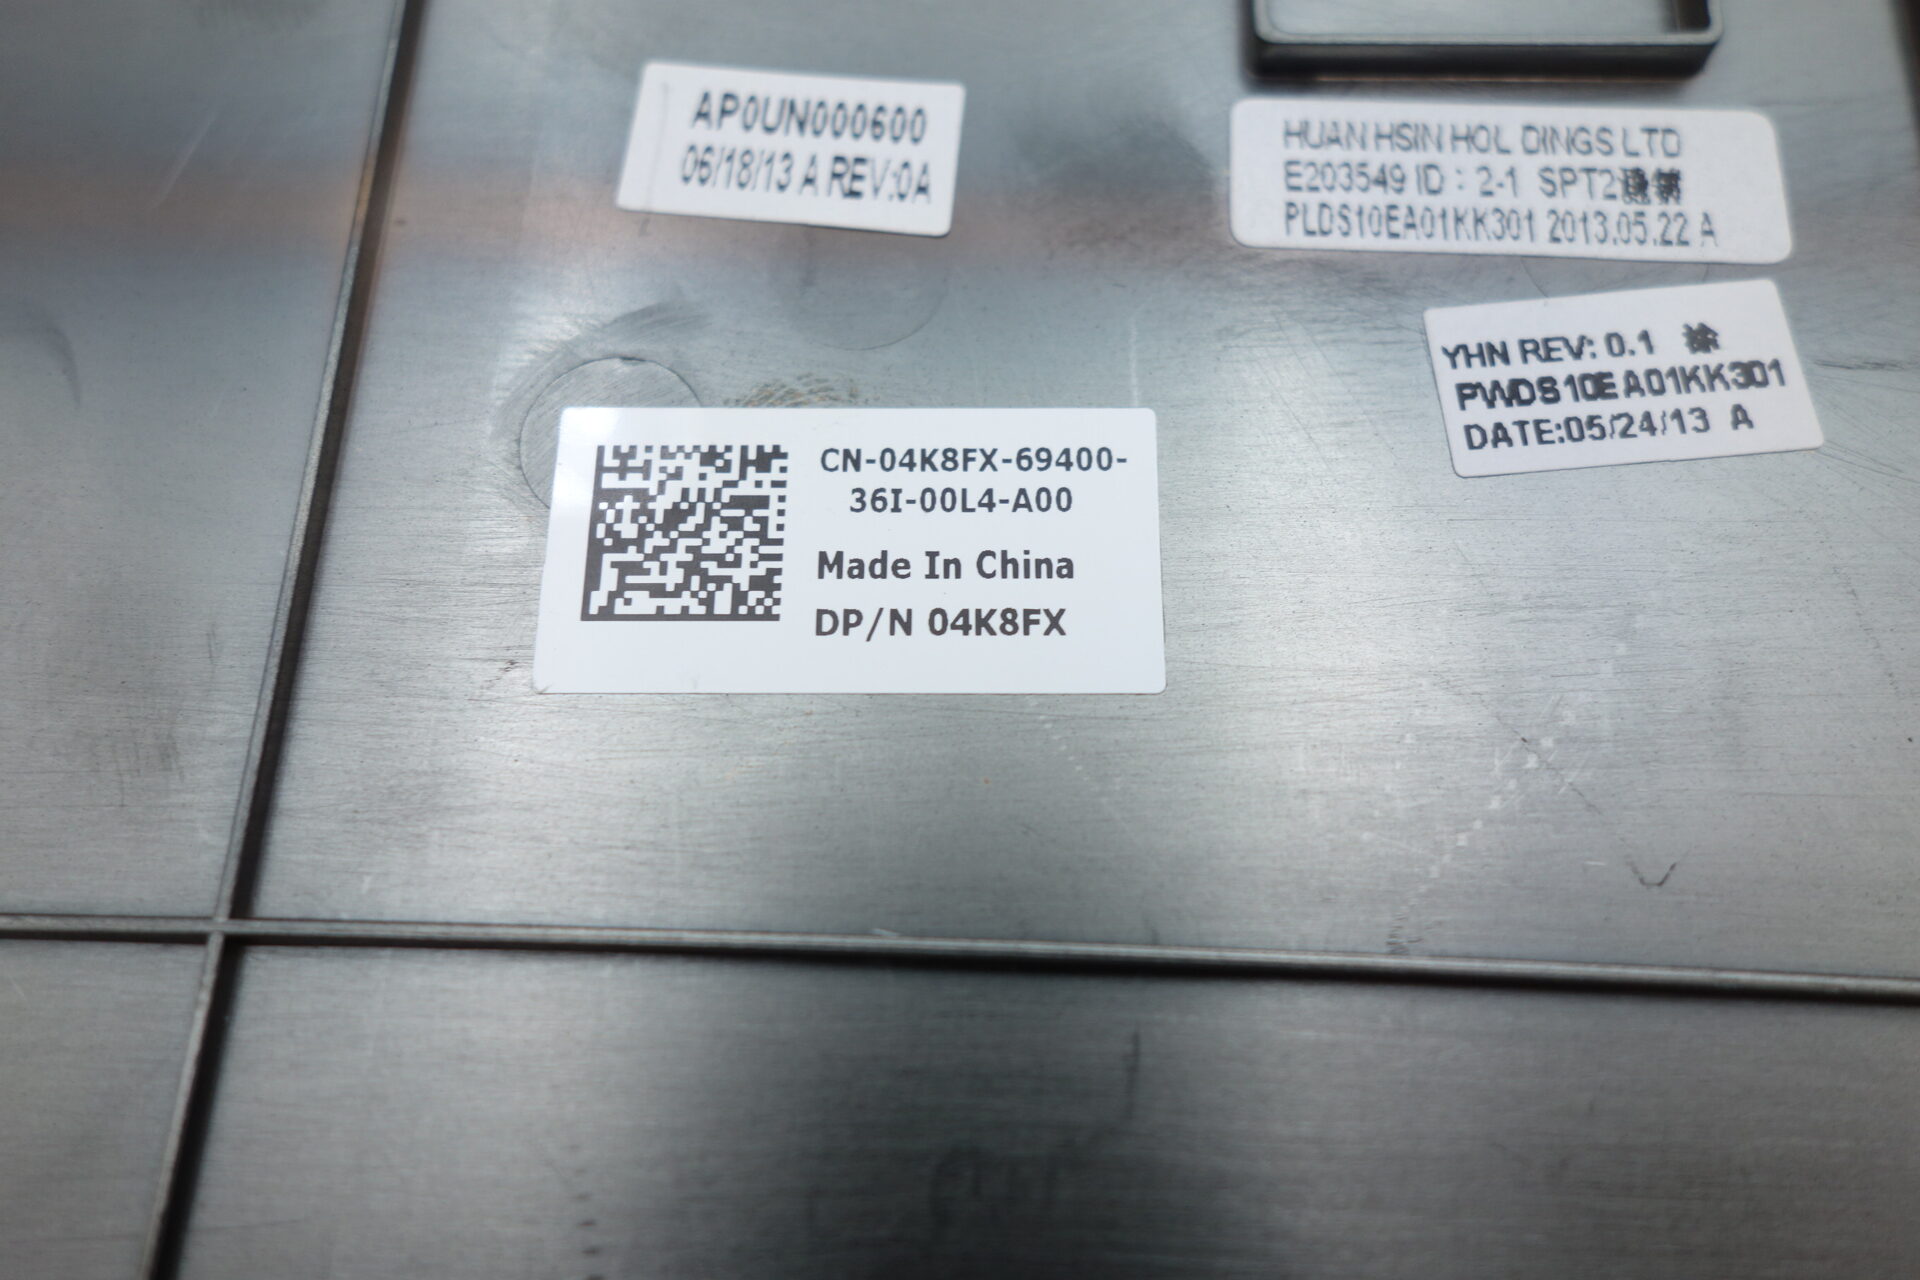 AP0UN000600
06/18/13 A REV:0A
HUAN HSIN HOLDINGS LTD
E203549 ID : 2-1 SPT2
PLDS10EA01KK301 2013.05.22 A
YHN REV: 0.1 徐
PWDS10EA01KK301
DATE:05/24/13 A
CN-04K8FX-69400-
36I-00L4-A00
Made In China
DP/N 04K8FX